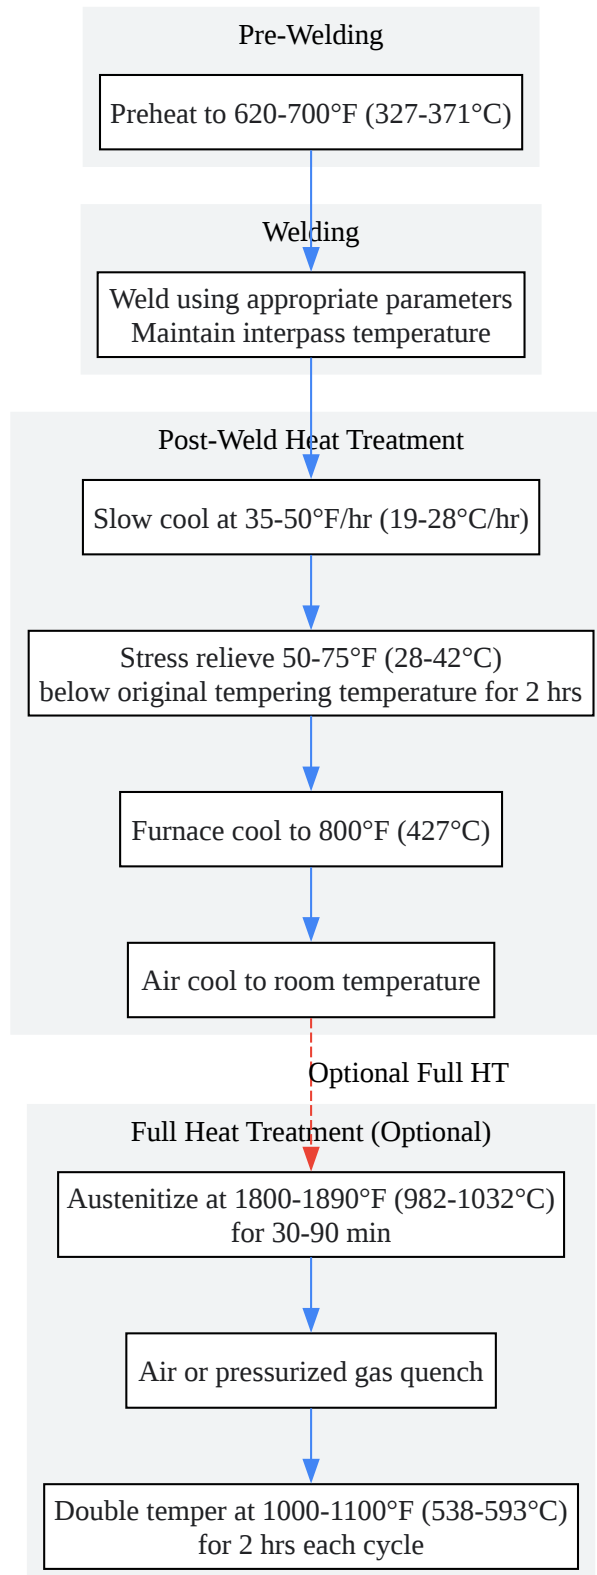 Pre-Welding
Preheat to 620-700°F (327-371°C)
Welding
Weld using appropriate parameters
Maintain interpass temperature
Post-Weld Heat Treatment
Slow cool at 35-50°F/hr (19-28°C/hr)
Stress relieve 50-75°F (28-42°C)
below original tempering temperature for 2 hrs
Furnace cool to 800°F (427°C)
Air cool to room temperature
Optional Full HT
Full Heat Treatment (Optional)
Austenitize at 1800-1890°F (982-1032°C)
for 30-90 min
Air or pressurized gas quench
Double temper at 1000-1100°F (538-593°C)
for 2 hrs each cycle